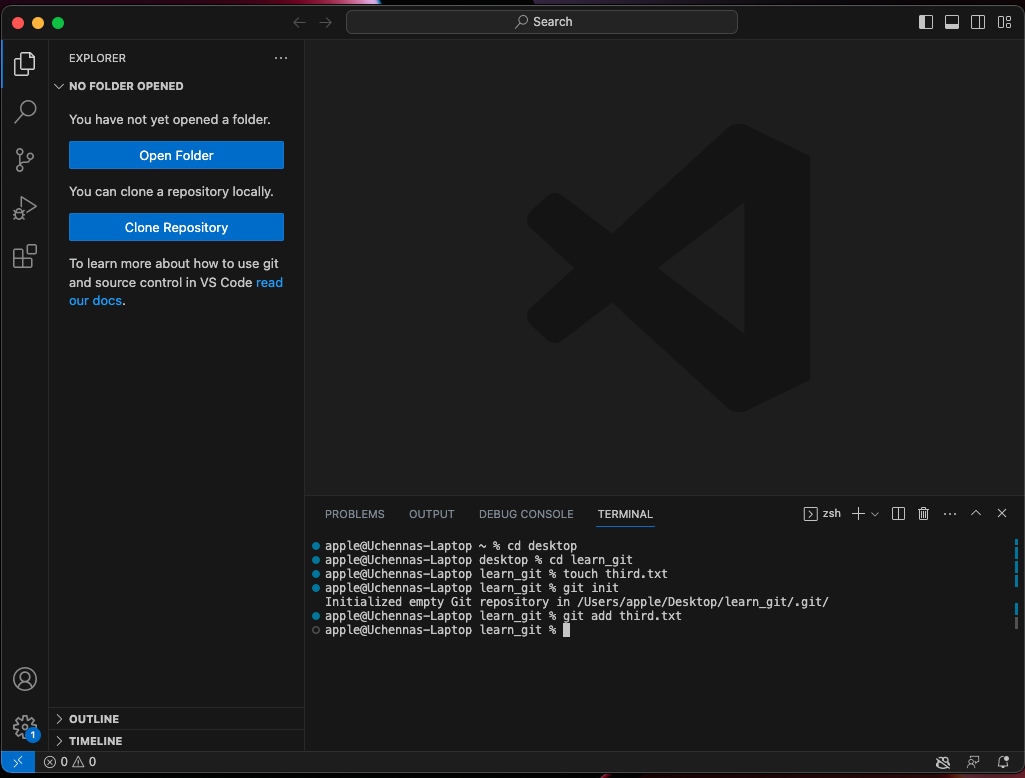 Search
EXPLORER
NO FOLDER OPENED
You have not yet opened a folder.
Open Folder
You can clone a repository locally.
Clone Repository
To learn more about how to use git
and source control in VS Code read
our docs.
PROBLEMS OUTPUT DEBUG CONSOLE TERMINAL zsh
apple@Uchennas-Laptop ~ % cd desktop
apple@Uchennas-Laptop desktop % cd learn_git
apple@Uchennas-Laptop learn_git % touch third.txt
apple@Uchennas-Laptop learn_git % git init
Initialized empty Git repository in /Users/apple/Desktop/learn_git/.git/
apple@Uchennas-Laptop learn_git % git add third.txt
apple@Uchennas-Laptop learn_git %
OUTLINE
1
TIMELINE
0 0